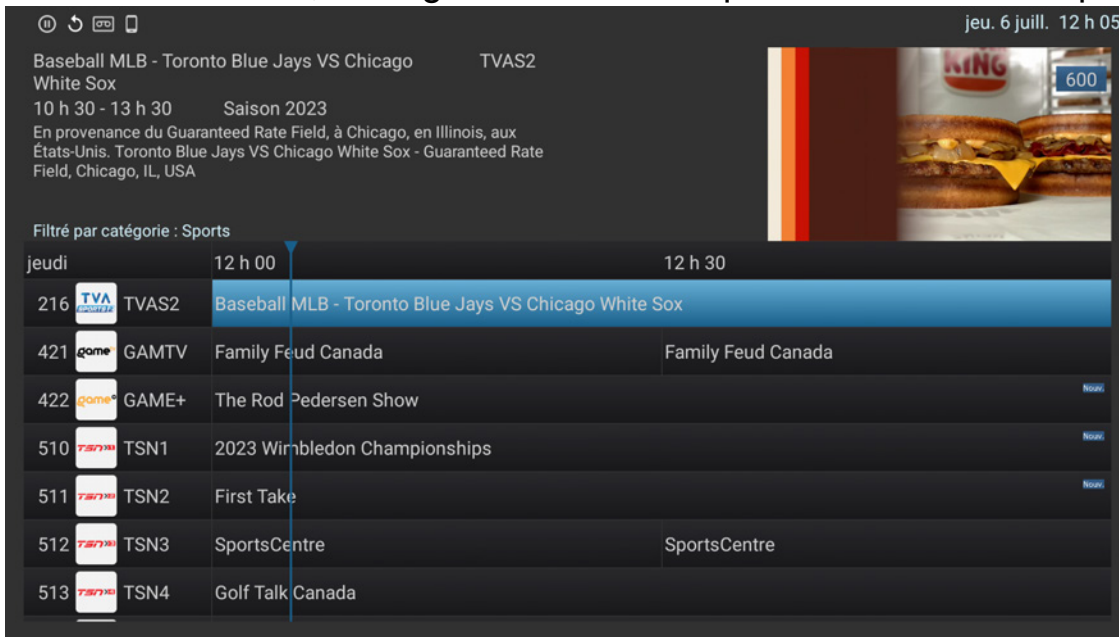 jeu. 6 juill. 12 h 05
Baseball MLB - Toronto Blue Jays VS Chicago White Sox TVAS2
10 h 30 - 13 h 30 Saison 2023
En provenance du Guaranteed Rate Field, à Chicago, en Illinois, aux
États-Unis. Toronto Blue Jays VS Chicago White Sox - Guaranteed Rate
Field, Chicago, IL, USA
KING
600
Filtré par catégorie : Sports
jeudi 12 h 00 12 h 30
216 TVA SPORTS 2 TVAS2 Baseball MLB - Toronto Blue Jays VS Chicago White Sox
421 game GAMTV Family Feud Canada Family Feud Canada
422 game GAME+ The Rod Pedersen Show Nouv.
510 TSN TSN1 2023 Wimbledon Championships Nouv.
511 TSN TSN2 First Take Nouv.
512 TSN TSN3 SportsCentre SportsCentre
513 TSN TSN4 Golf Talk Canada